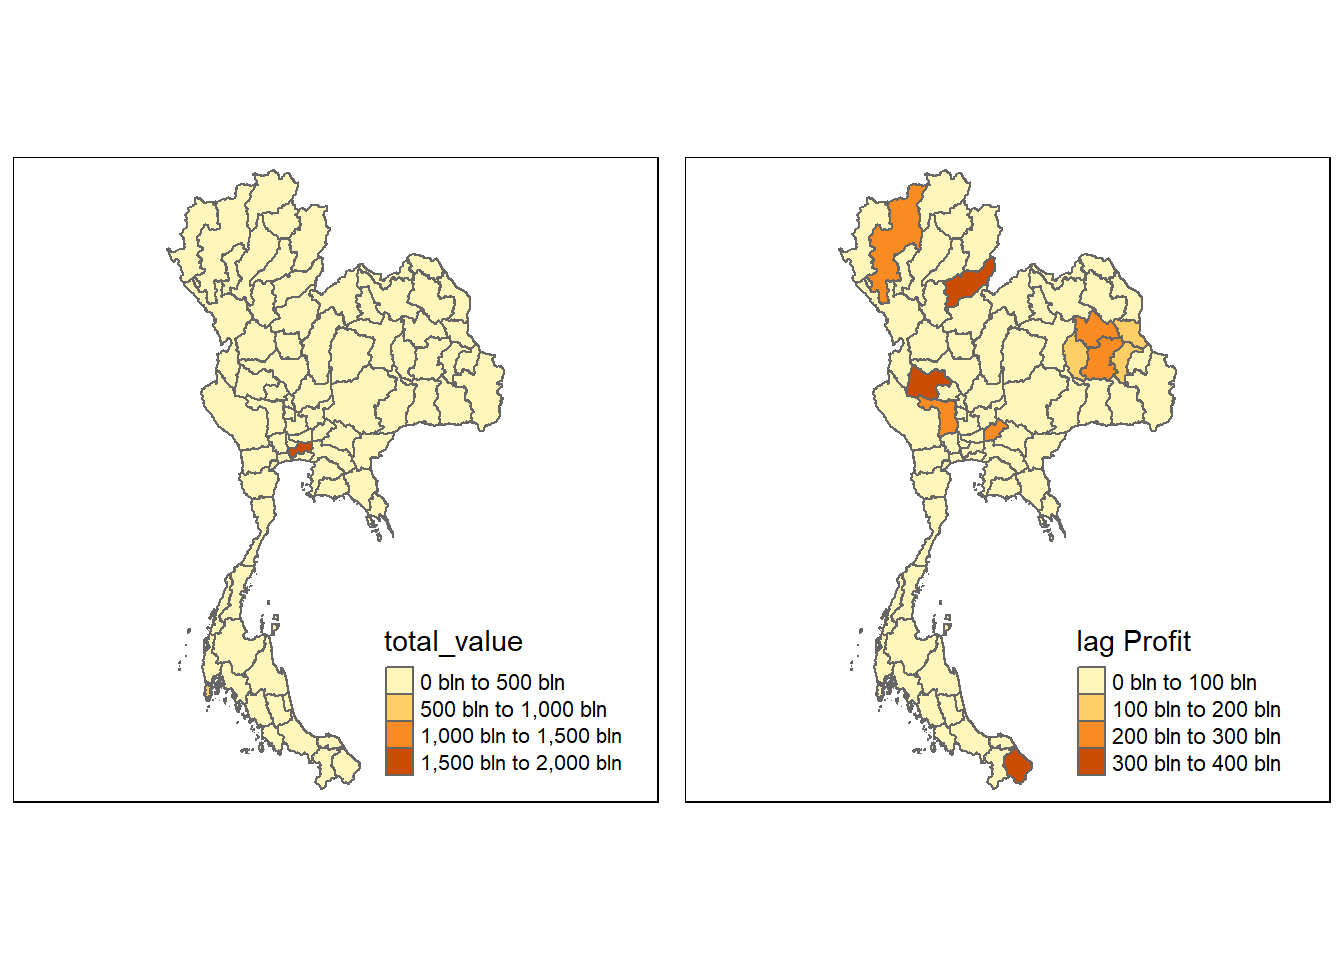 total_value
0 bln to 500 bln
500 bln to 1,000 bln
1,000 bln to 1,500 bln
1,500 bln to 2,000 bln
lag Profit
0 bln to 100 bln
100 bln to 200 bln
200 bln to 300 bln
300 bln to 400 bln